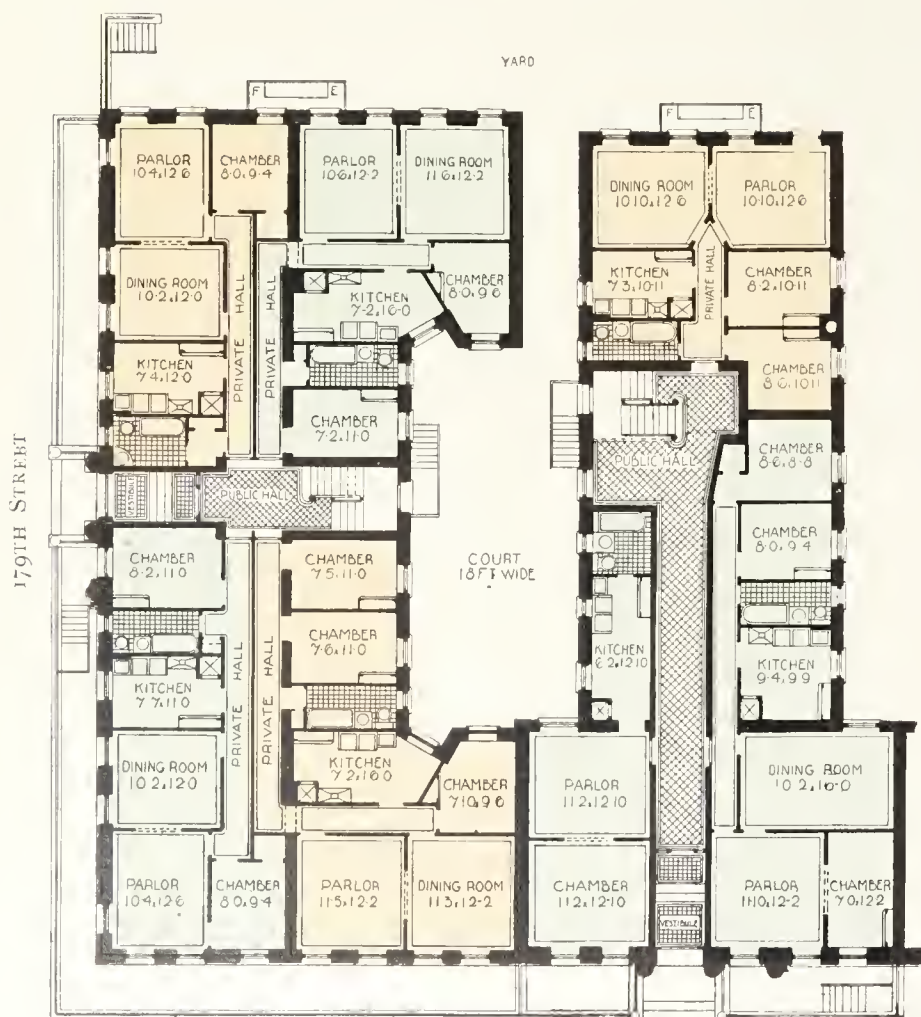 YARD
F E
F E
PARLOR
10·4 x 12·6
CHAMBER
8·0 x 9·4
PARLOR
10·6 x 12·2
DINING ROOM
11·6 x 12·2
DINING ROOM
10·10 x 12·6
PARLOR
10·10 x 12·6
DINING ROOM
10·2 x 12·0
PRIVATE HALL
PRIVATE HALL
KITCHEN
7·2 x 16·0
CHAMBER
8·0 x 9·6
KITCHEN
7·3 x 10·11
PRIVATE HALL
CHAMBER
8·2 x 10·11
KITCHEN
7·4 x 12·0
CHAMBER
7·2 x 11·0
CHAMBER
8·6 x 10·11
179TH STREET
VESTIBULE
PUBLIC HALL
PUBLIC HALL
CHAMBER
8·6 x 8·8
CHAMBER
8·2 x 11·0
CHAMBER
7·5 x 11·0
COURT
18 FT WIDE
CHAMBER
8·0 x 9·4
PRIVATE HALL
PRIVATE HALL
CHAMBER
7·6 x 11·0
KITCHEN
7·7 x 11·0
KITCHEN
6·2 x 12·10
KITCHEN
9·4 x 9·9
DINING ROOM
10·2 x 12·0
KITCHEN
7·2 x 16·0
CHAMBER
7·10 x 9·6
PARLOR
11·2 x 12·10
DINING ROOM
10·2 x 16·0
PARLOR
10·4 x 12·6
CHAMBER
8·0 x 9·4
PARLOR
11·5 x 12·2
DINING ROOM
11·3 x 12·2
CHAMBER
11·2 x 12·10
PARLOR
11·10 x 12·2
CHAMBER
7·0 x 12·2
VESTIBULE